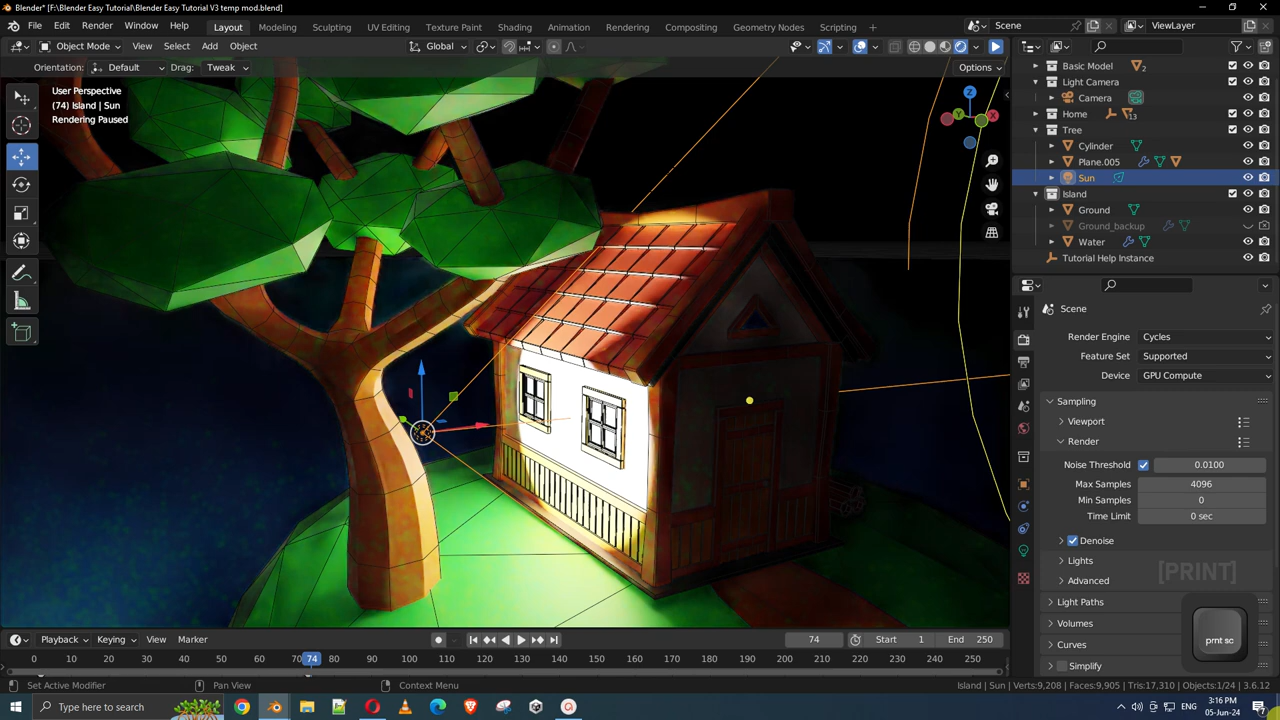 Blender* [F:\Blender Easy Tutorial\Blender Easy Tutorial V3 temp mod.blend]
File Edit Render Window Help Layout Modeling Sculpting UV Editing Texture Paint Shading Animation Rendering Compositing Geometry Nodes Scripting + Scene ViewLayer
Object Mode View Select Add Object Global
Orientation: Default Drag: Tweak Options
User Perspective
(74) Island | Sun
Rendering Paused
Z
Y
X
Basic Model 2
Light Camera
Camera
Home 13
Tree
Cylinder
Plane.005
Sun
Island
Ground
Ground_backup
Water
Tutorial Help Instance
Scene
Render Engine Cycles
Feature Set Supported
Device GPU Compute
Sampling
Viewport
Render
Noise Threshold 0.0100
Max Samples 4096
Min Samples 0
Time Limit 0 sec
Denoise
Lights
Advanced
[PRINT]
Light Paths
Volumes
Curves
Simplify
prnt sc
Playback Keying View Marker 74 Start 1 End 250
0 10 20 30 40 50 60 70 74 80 90 100 110 120 130 140 150 160 170 180 190 200 210 220 230 240 250
Set Active Modifier Pan View Context Menu Island | Sun | Verts:9,208 | Faces:9,905 | Tris:17,310 | Objects:1/24 | 3.6.12
Type here to search ENG 3:16 PM
05-Jun-24